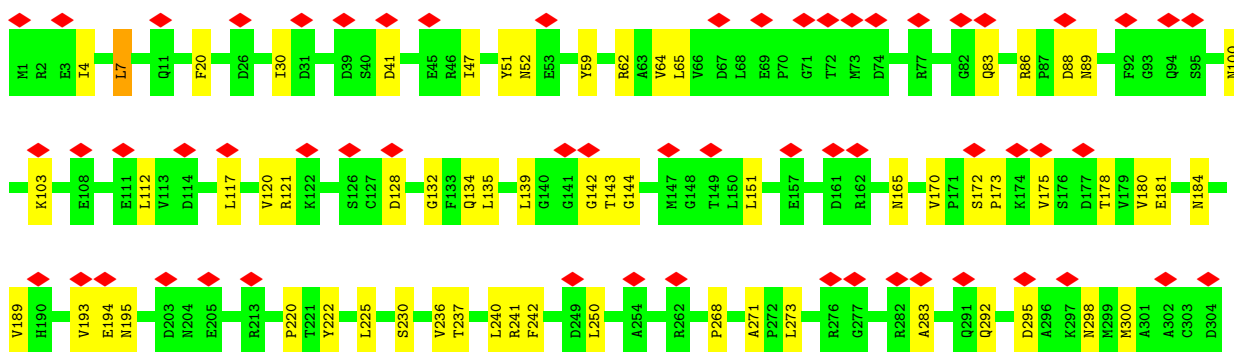 M1 R2 E3 I4 L7 Q11 F20 D26 I30 D31 D39 S40 D41 E45 R46 I47 Y51 N52 E53 Y59 R62 A63 V64 L65 V66 D67 L68 E69 P70 G71 T72 M73 D74 R77 G82 Q83 R86 P87 D88 N89 F92 G93 Q94 S95 N100
K103 E108 E111 L112 V113 D114 L117 V120 R121 K122 S126 C127 D128 G132 F133 Q134 L135 L139 G140 G141 G142 T143 G144 M147 G148 T149 L150 L151 E157 D161 R162 N165 V170 P171 S172 P173 K174 V175 S176 D177 T178 V179 V180 E181 N184
V189 H190 V193 E194 N195 D203 N204 E205 R213 P220 T221 Y222 L225 S230 V236 T237 L240 R241 F242 D249 L250 A254 R262 P268 A271 P272 L273 R276 G277 R282 A283 Q291 Q292 D295 A296 K297 N298 M299 M300 A301 A302 C303 D304